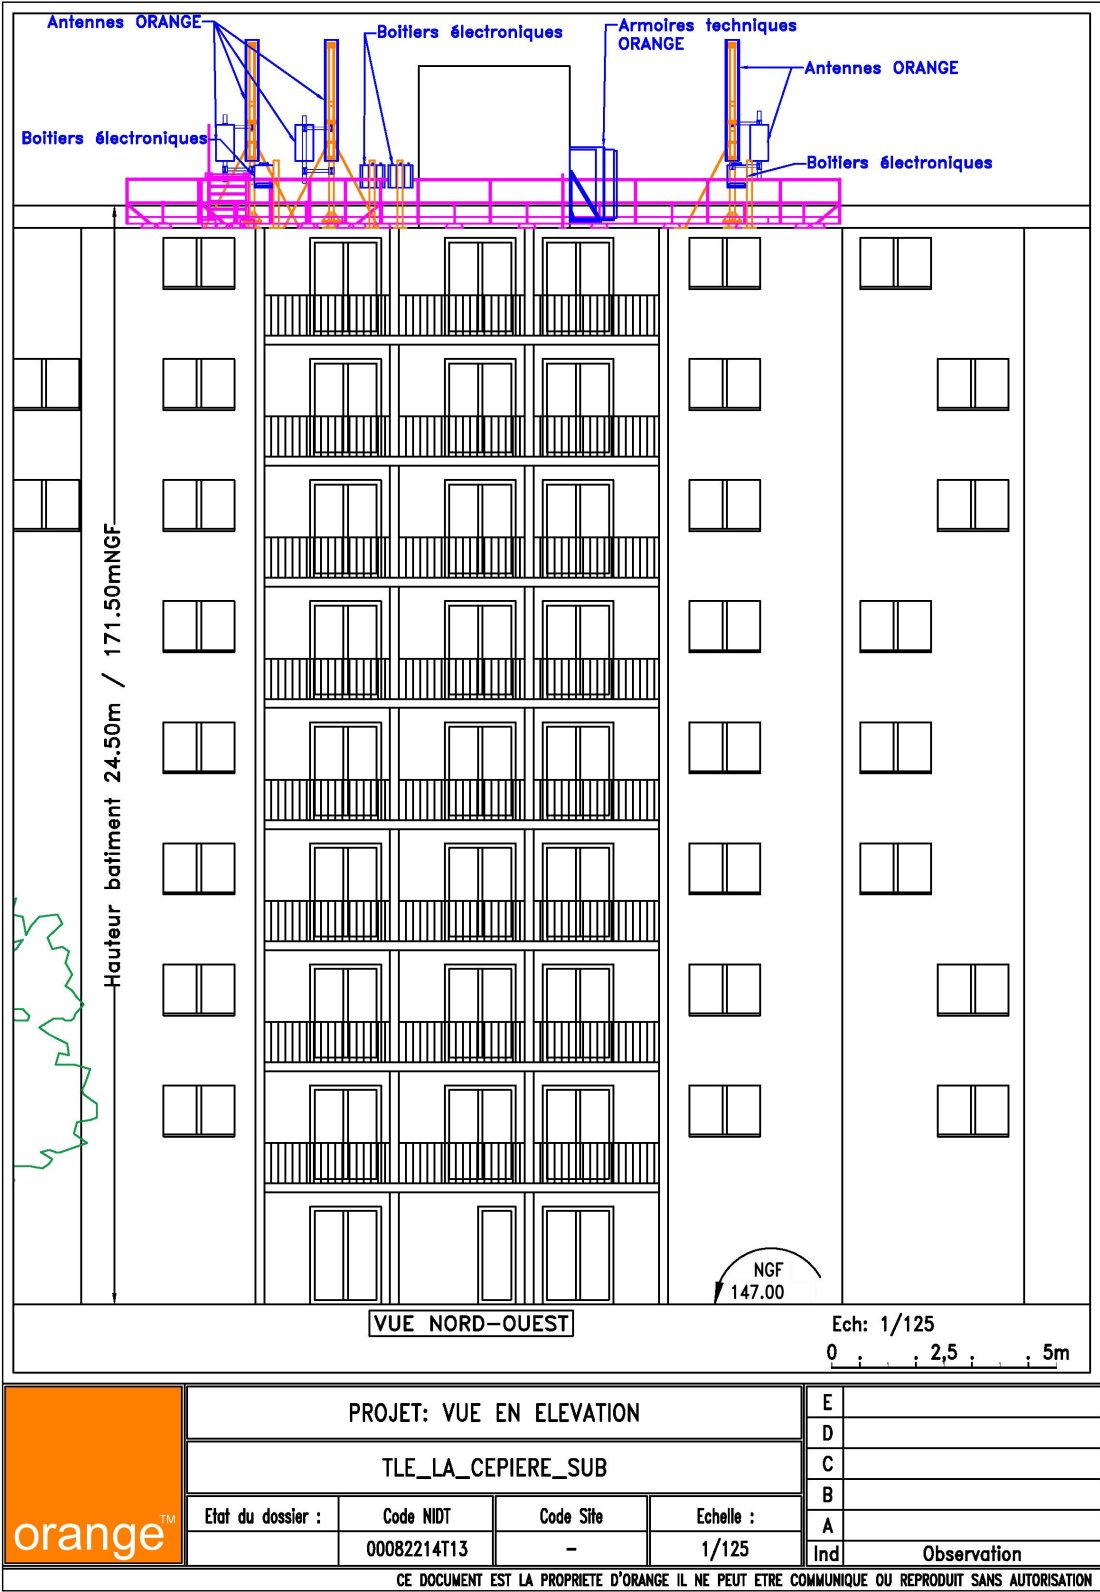 Antennes ORANGE
Boitiers électroniques
Armoires techniques
ORANGE
Antennes ORANGE
Boitiers électroniques
Boitiers électroniques
Hauteur batiment 24.50m / 171.50mNGF
NGF
147.00
VUE NORD-OUEST
Ech: 1/125
0 2,5 5m
orange™
PROJET: VUE EN ELEVATION
TLE_LA_CEPIERE_SUB
Etat du dossier :
Code NIDT
Code Site
Echelle :
00082214T13
-
1/125
E
D
C
B
A
Ind Observation
CE DOCUMENT EST LA PROPRIETE D'ORANGE IL NE PEUT ETRE COMMUNIQUE OU REPRODUIT SANS AUTORISATION